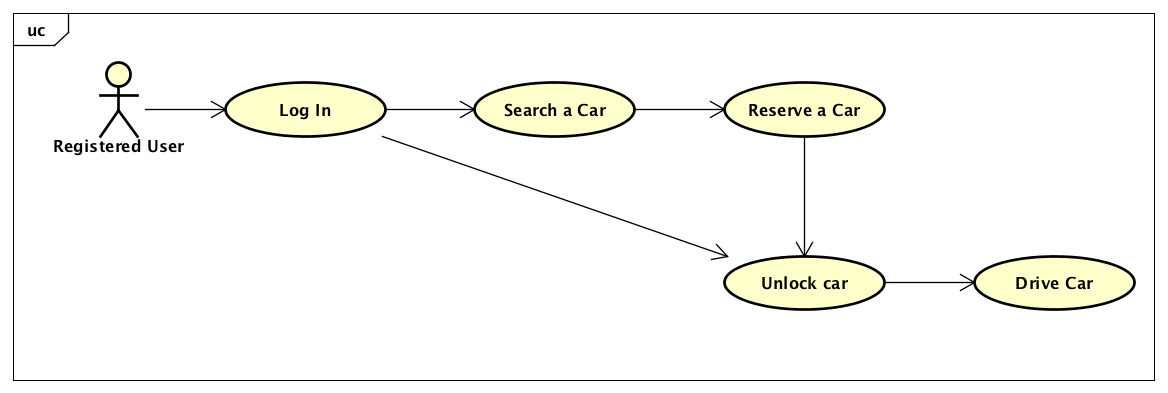 uc
Registered User
Log In
Search a Car
Reserve a Car
Unlock car
Drive Car